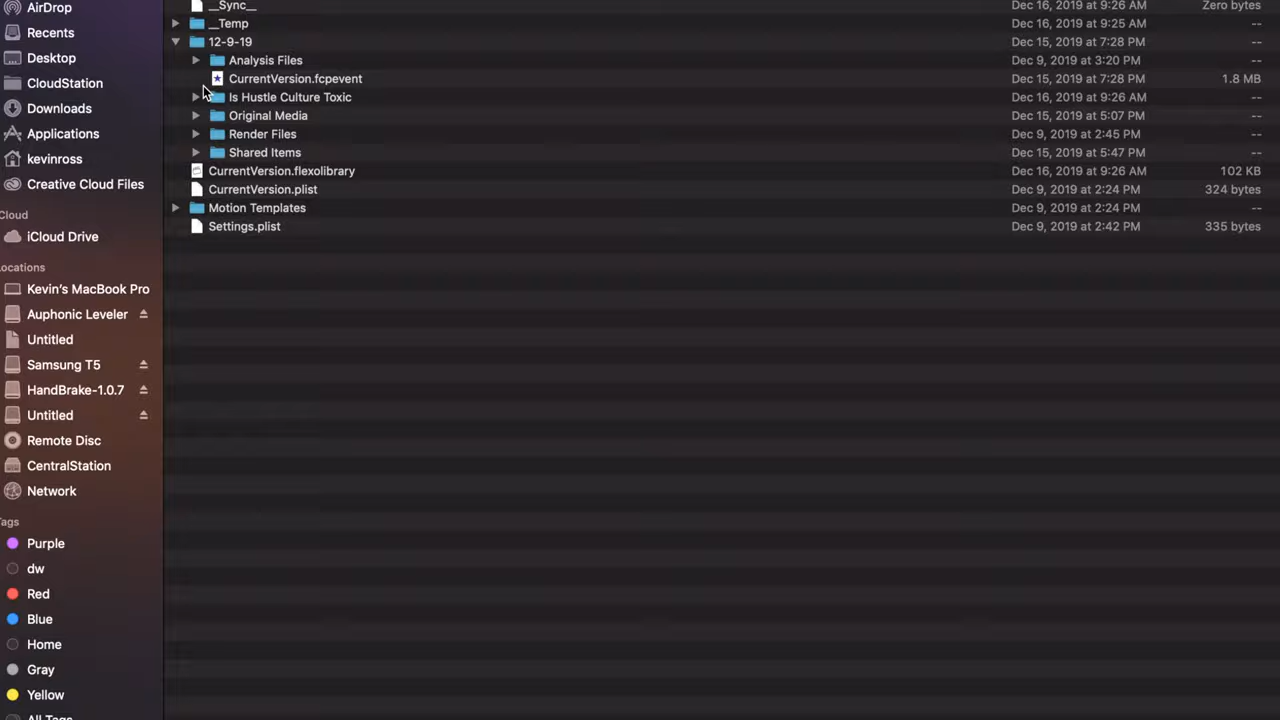 AirDrop
Recents
Desktop
CloudStation
Downloads
Applications
kevinross
Creative Cloud Files
Cloud
iCloud Drive
Locations
Kevin's MacBook Pro
Auphonic Leveler
Untitled
Samsung T5
HandBrake-1.0.7
Untitled
Remote Disc
CentralStation
Network
Tags
Purple
dw
Red
Blue
Home
Gray
Yellow
All Tags
__Sync__ Dec 16, 2019 at 9:26 AM Zero bytes
__Temp Dec 16, 2019 at 9:25 AM --
12-9-19 Dec 15, 2019 at 7:28 PM --
Analysis Files Dec 9, 2019 at 3:20 PM --
CurrentVersion.fcpevent Dec 15, 2019 at 7:28 PM 1.8 MB
Is Hustle Culture Toxic Dec 16, 2019 at 9:26 AM --
Original Media Dec 15, 2019 at 5:07 PM --
Render Files Dec 9, 2019 at 2:45 PM --
Shared Items Dec 15, 2019 at 5:47 PM --
CurrentVersion.flexolibrary Dec 16, 2019 at 9:26 AM 102 KB
CurrentVersion.plist Dec 9, 2019 at 2:24 PM 324 bytes
Motion Templates Dec 9, 2019 at 2:24 PM --
Settings.plist Dec 9, 2019 at 2:42 PM 335 bytes